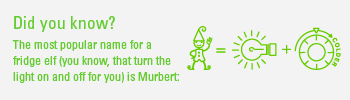 Did you know?
The most popular name for a
fridge elf (you know, that turn the
light on and off for you) is Murbert:
= +
COLDER